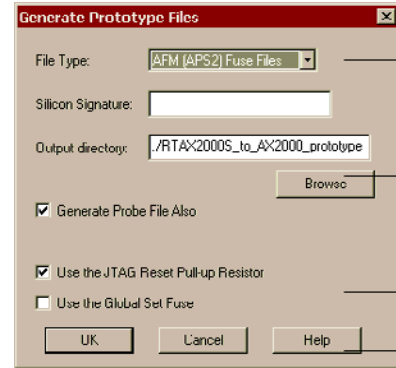 Generate Prototype Files
File Type: AFM (APS2) Fuse Files
Silicon Signature:
Output directory: ./RTAX2000S_to_AX2000_prototype
Browse
Generate Probe File Also
Use the JTAG Reset Pull-up Resistor
Use the Global Set Fuse
OK Cancel Help